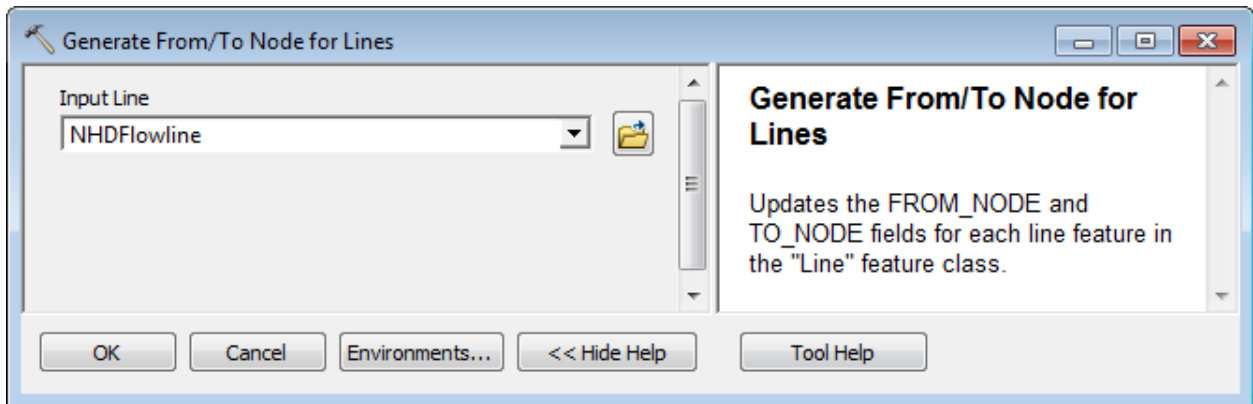 Generate From/To Node for Lines
Input Line
NHDFlowline
Generate From/To Node for
Lines
Updates the FROM_NODE and
TO_NODE fields for each line feature in
the "Line" feature class.
OK
Cancel
Environments...
<< Hide Help
Tool Help